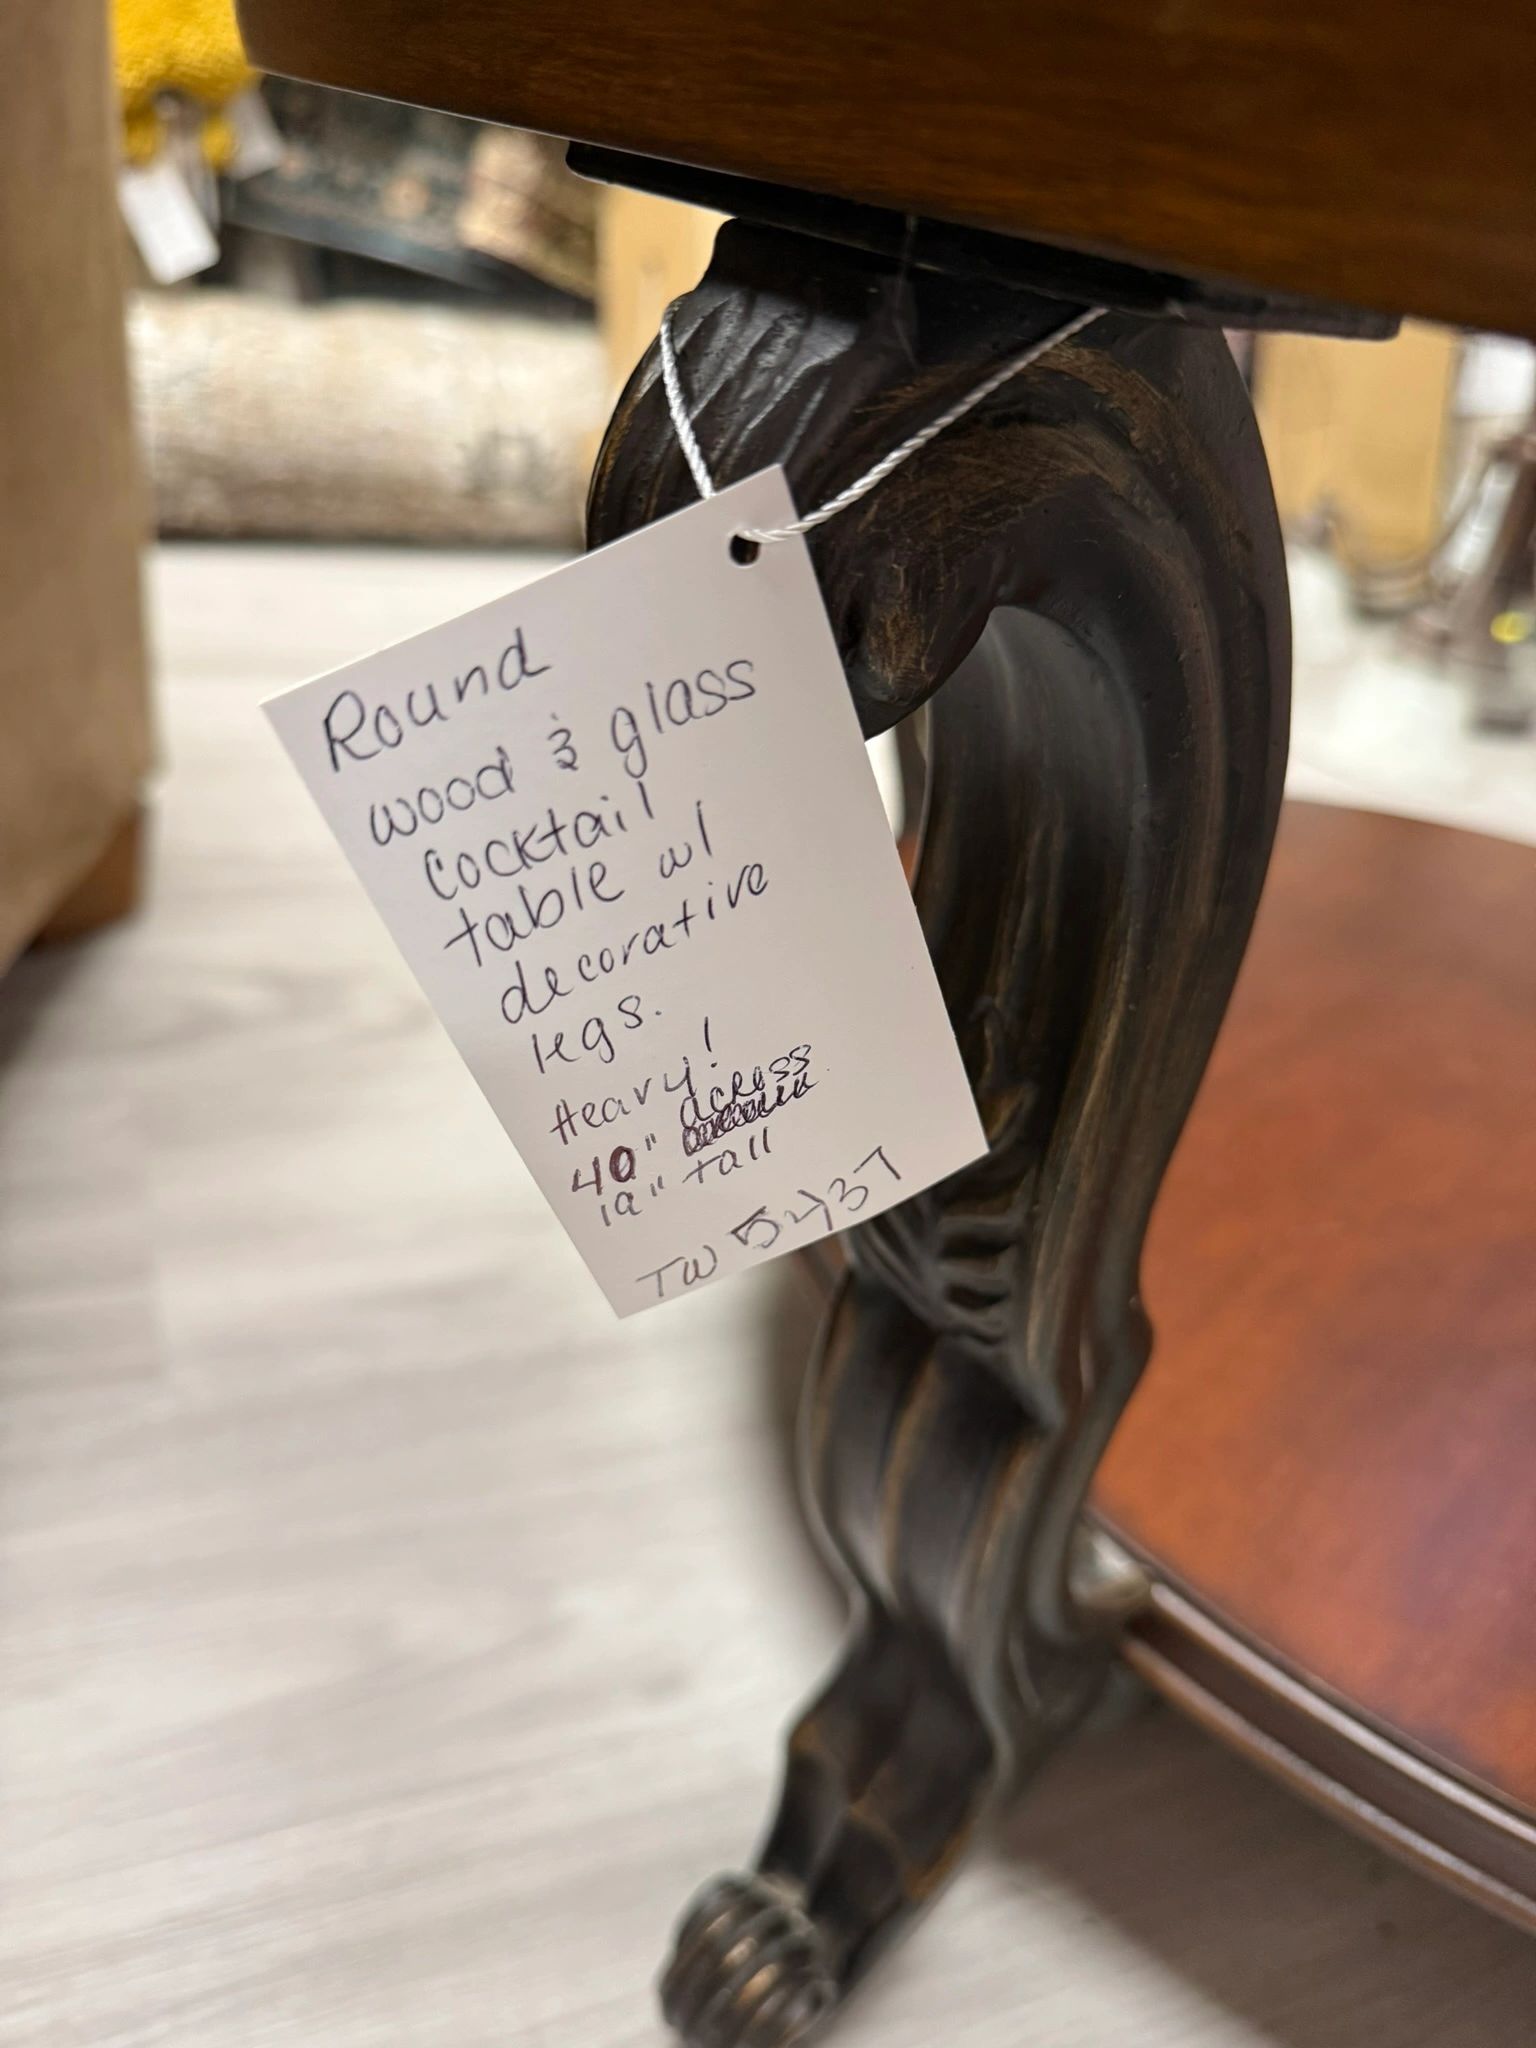 Round
wood & glass
cocktail
table w/
decorative
legs.
Heavy!
40" across
19" tall
TW 5437